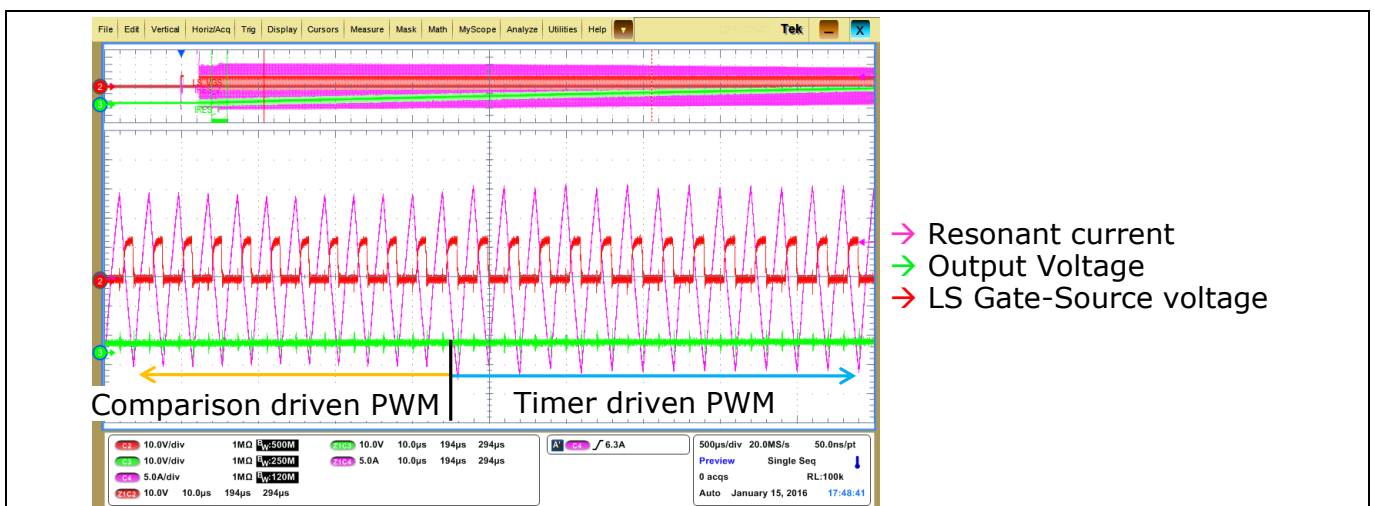 File Edit Vertical Horiz/Acq Trig Display Cursors Measure Mask Math MyScope Analyze Utilities Help Tek X
2
3
2
3
→ Resonant current
→ Output Voltage
→ LS Gate-Source voltage
Comparison driven PWM Timer driven PWM
C2 10.0V/div 1MΩ BW:500M Z1C3 10.0V 10.0µs 194µs 294µs A' C4 6.3A 500µs/div 20.0MS/s 50.0ns/pt
C3 10.0V/div 1MΩ BW:250M Z1C4 5.0A 10.0µs 194µs 294µs Preview Single Seq
C4 5.0A/div 1MΩ BW:120M 0 acqs RL:100k
Z1C2 10.0V 10.0µs 194µs 294µs Auto January 15, 2016 17:48:41